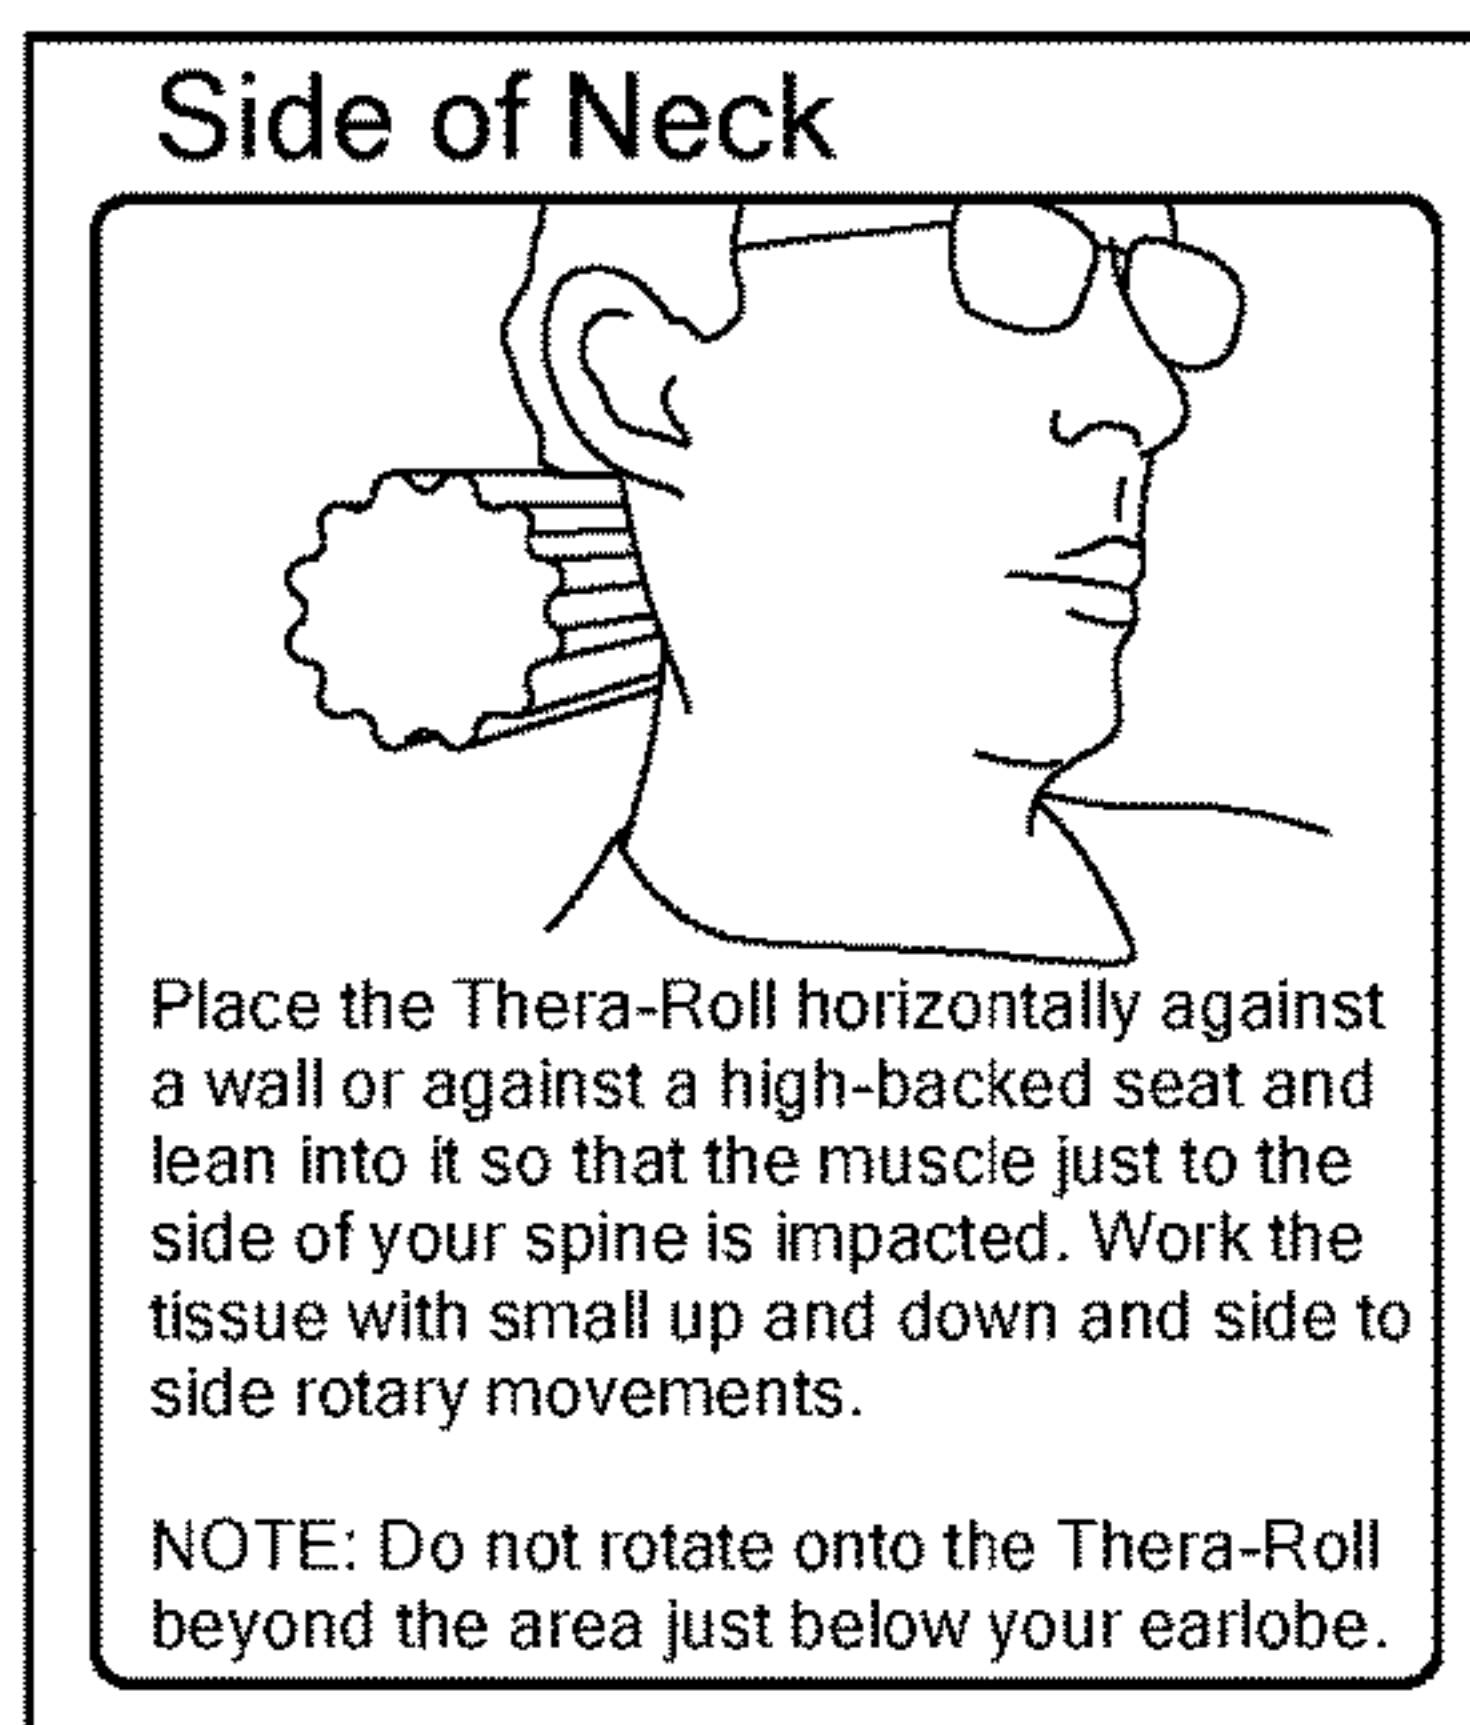 Side of Neck
Place the Thera-Roll horizontally against
a wall or against a high-backed seat and
lean into it so that the muscle just to the
side of your spine is impacted. Work the
tissue with small up and down and side to
side rotary movements.
NOTE: Do not rotate onto the Thera-Roll
beyond the area just below your earlobe.